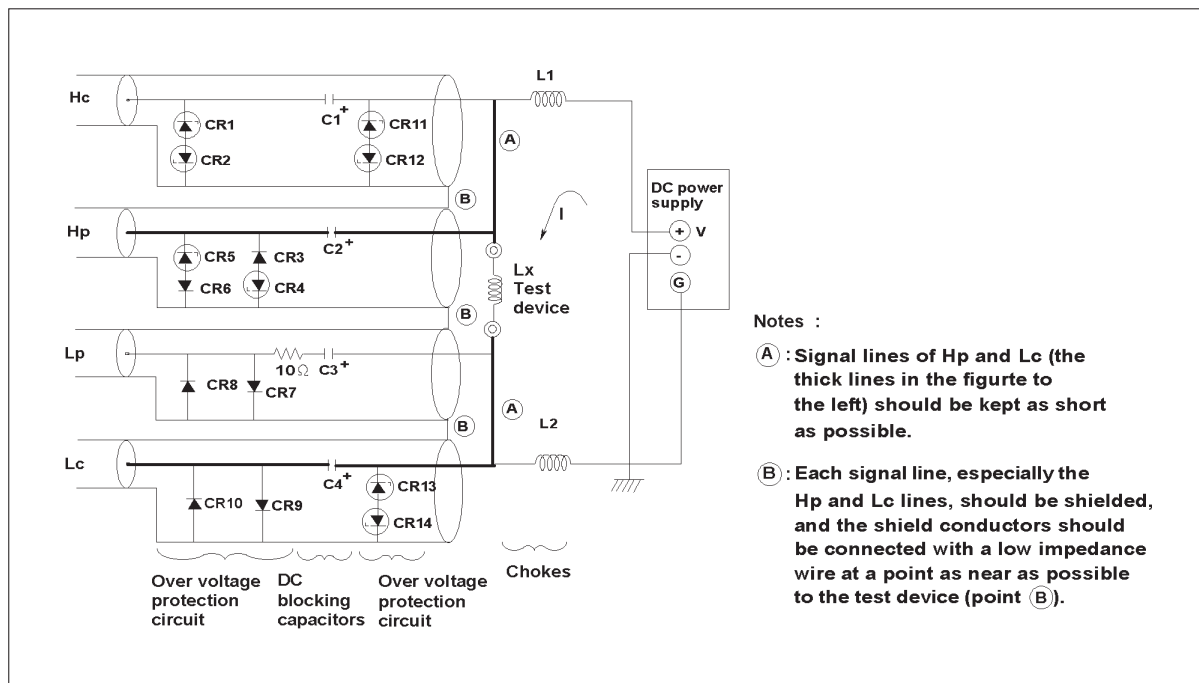 L1
Hc
CR1
C1+
CR11
A
CR2
CR12
B
DC power
supply
+ V
-
G
I
Hp
C2+
CR5
CR3
CR6
CR4
Lx
Test
device
B
Lp
10Ω
C3+
CR8
CR7
A
B
L2
Lc
C4+
CR13
CR10
CR9
CR14
Over voltage
protection
circuit
DC
blocking
capacitors
Over voltage
protection
circuit
Chokes
Notes :
A : Signal lines of Hp and Lc (the
thick lines in the figurte to
the left) should be kept as short
as possible.
B : Each signal line, especially the
Hp and Lc lines, should be shielded,
and the shield conductors should
be connected with a low impedance
wire at a point as near as possible
to the test device (point B).